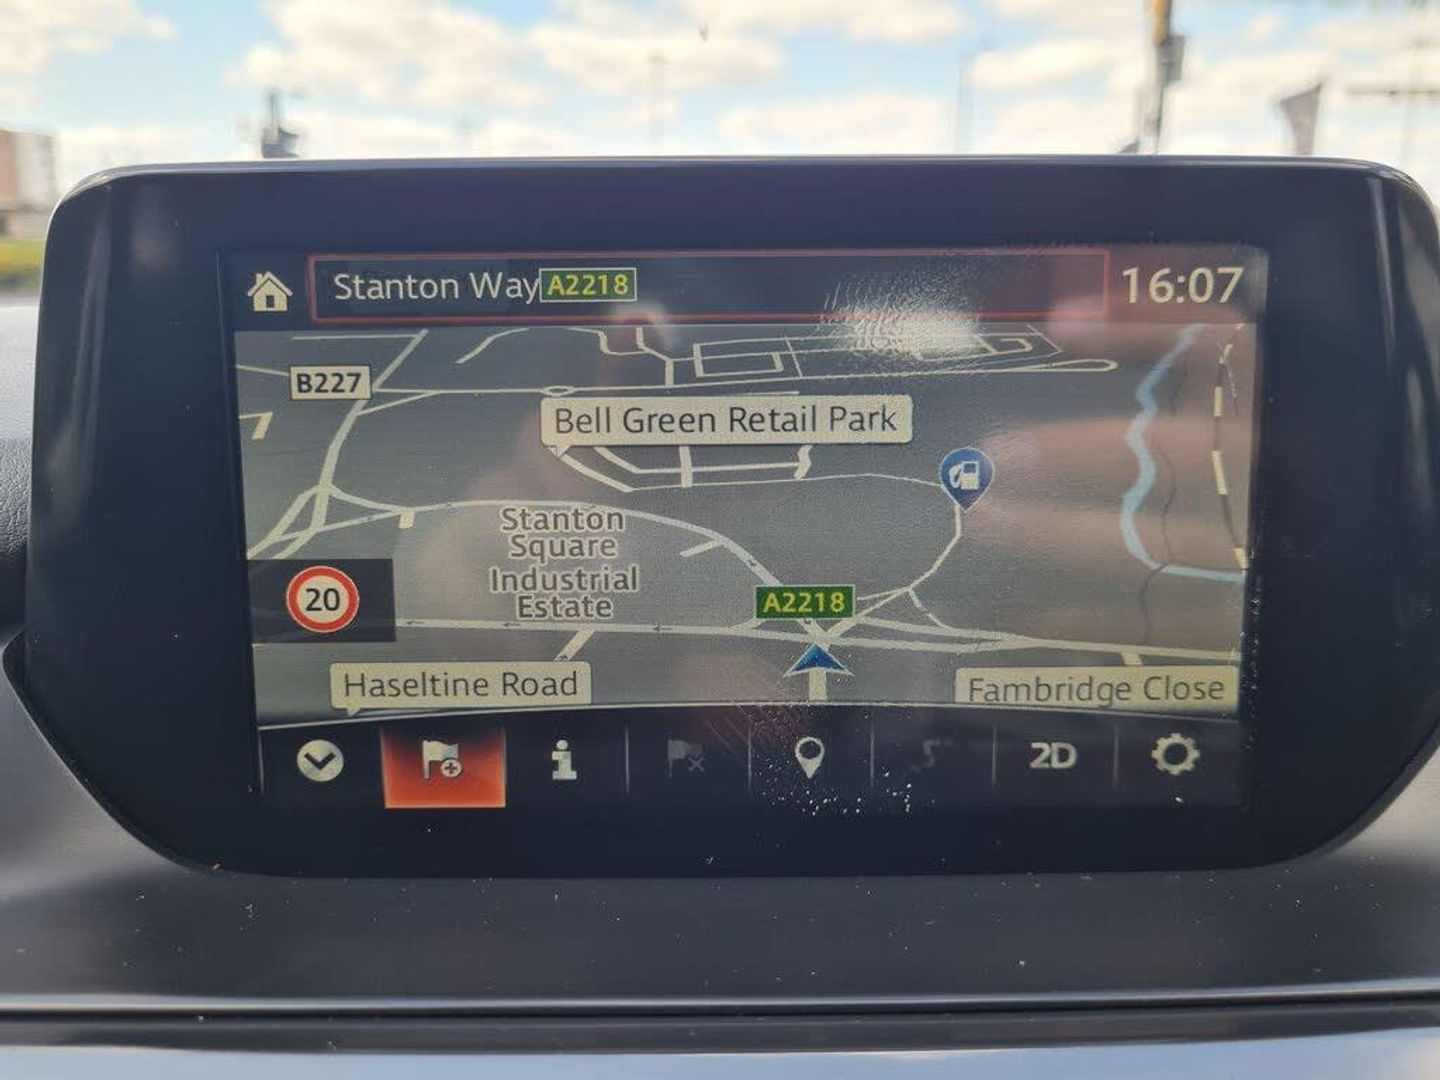 Stanton Way A2218
16:07
B227
Bell Green Retail Park
Stanton
Square
Industrial
Estate
A2218
20
Haseltine Road
Fambridge Close
2D